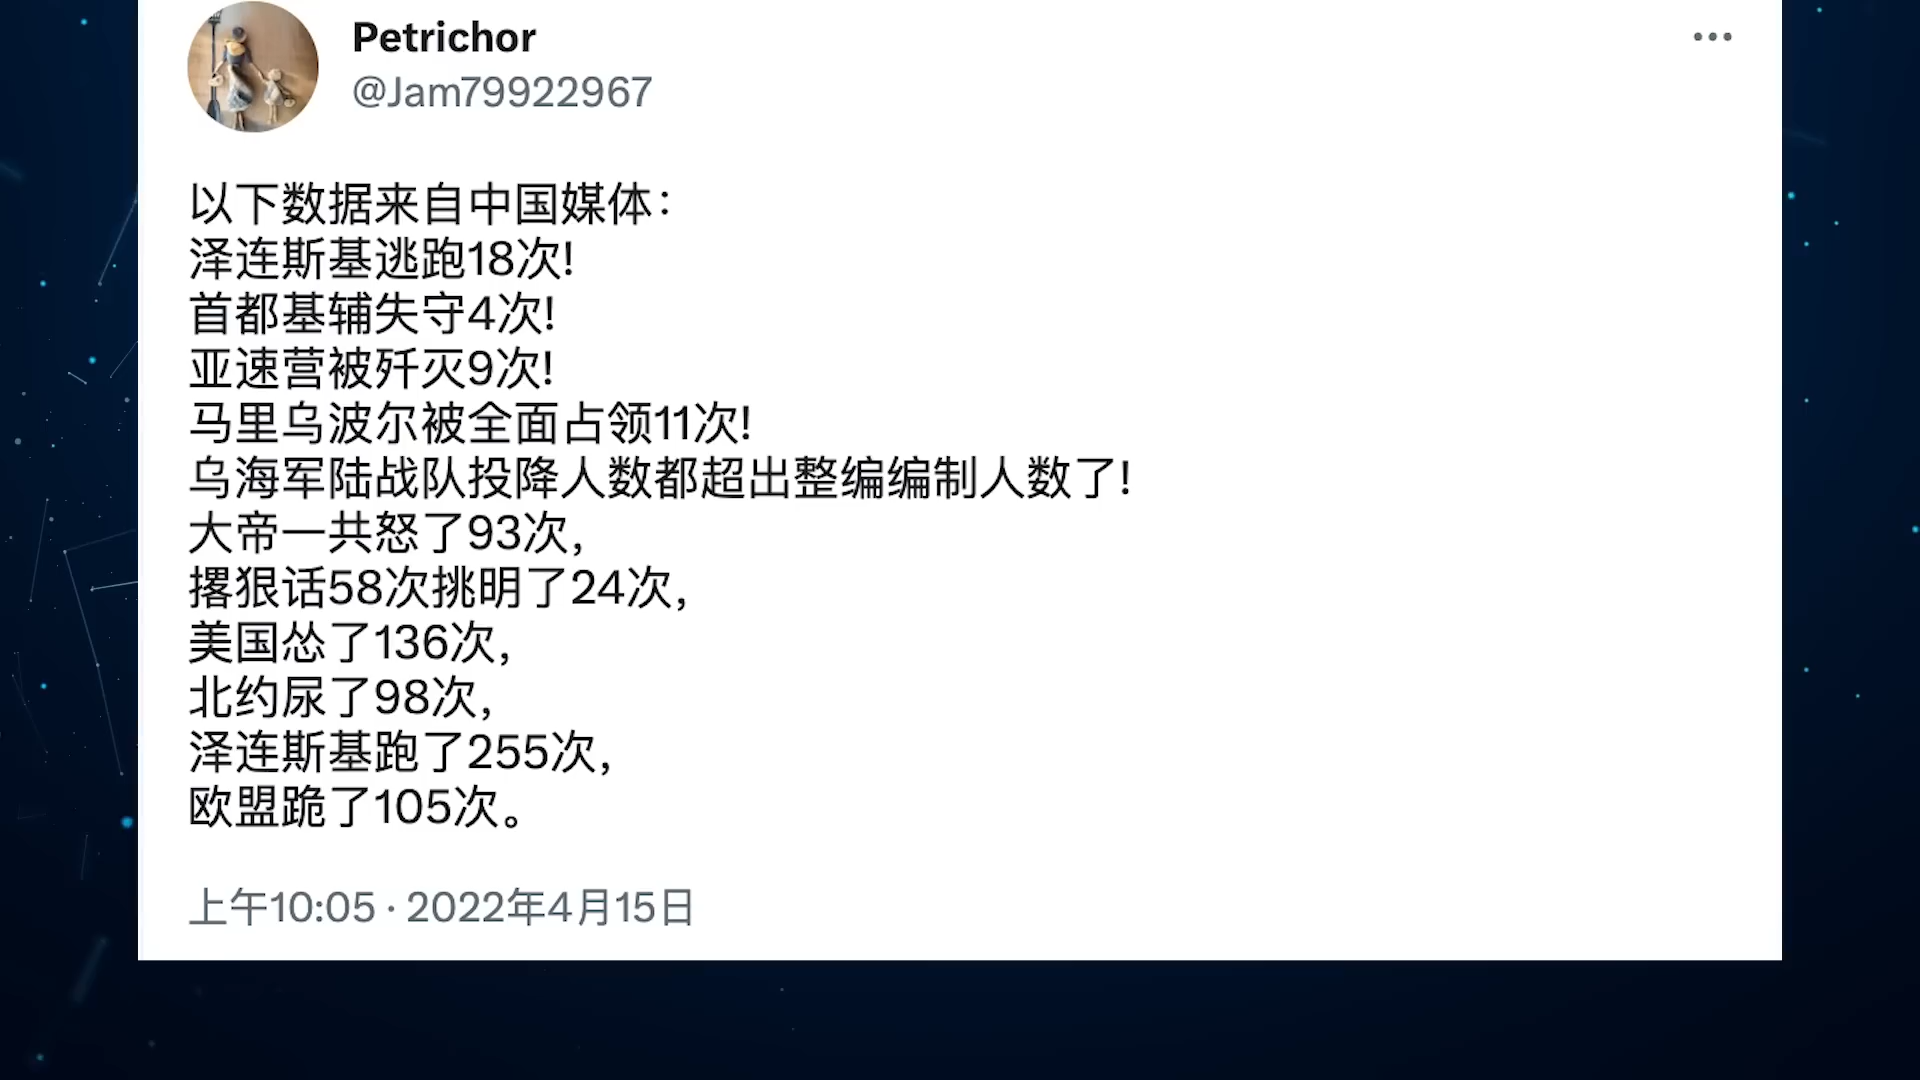 Petrichor
@Jam79922967
以下数据来自中国媒体：
泽连斯基逃跑18次!
首都基辅失守4次!
亚速营被歼灭9次!
马里乌波尔被全面占领11次!
乌海军陆战队投降人数都超出整编编制人数了!
大帝一共怒了93次，
撂狠话58次挑明了24次，
美国怂了136次，
北约尿了98次，
泽连斯基跑了255次，
欧盟跪了105次。
上午10:05 · 2022年4月15日